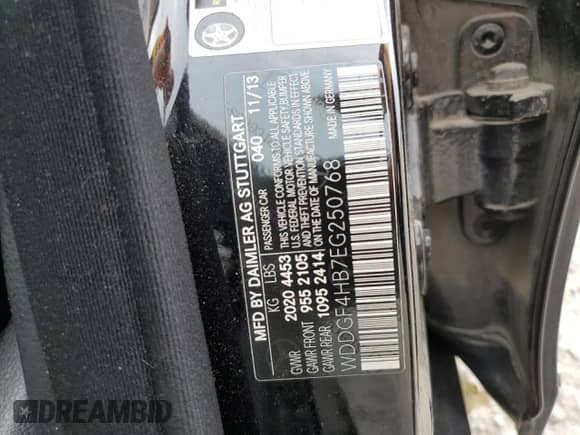 MFD BY DAIMLER AG STUTTGART
PASSENGER CAR 040 11/13
KG LBS THIS VEHICLE CONFORMS TO ALL APPLICABLE
GVWR 2020 4453 U.S. FEDERAL MOTOR VEHICLE SAFETY, BUMPER
GAWR FRONT 955 2105 AND THEFT PREVENTION STANDARDS IN EFFECT
GAWR REAR 1095 2414 ON THE DATE OF MANUFACTURE SHOWN ABOVE.
WDDGF4HB7EG250768 MADE IN GERMANY
DREAMBID